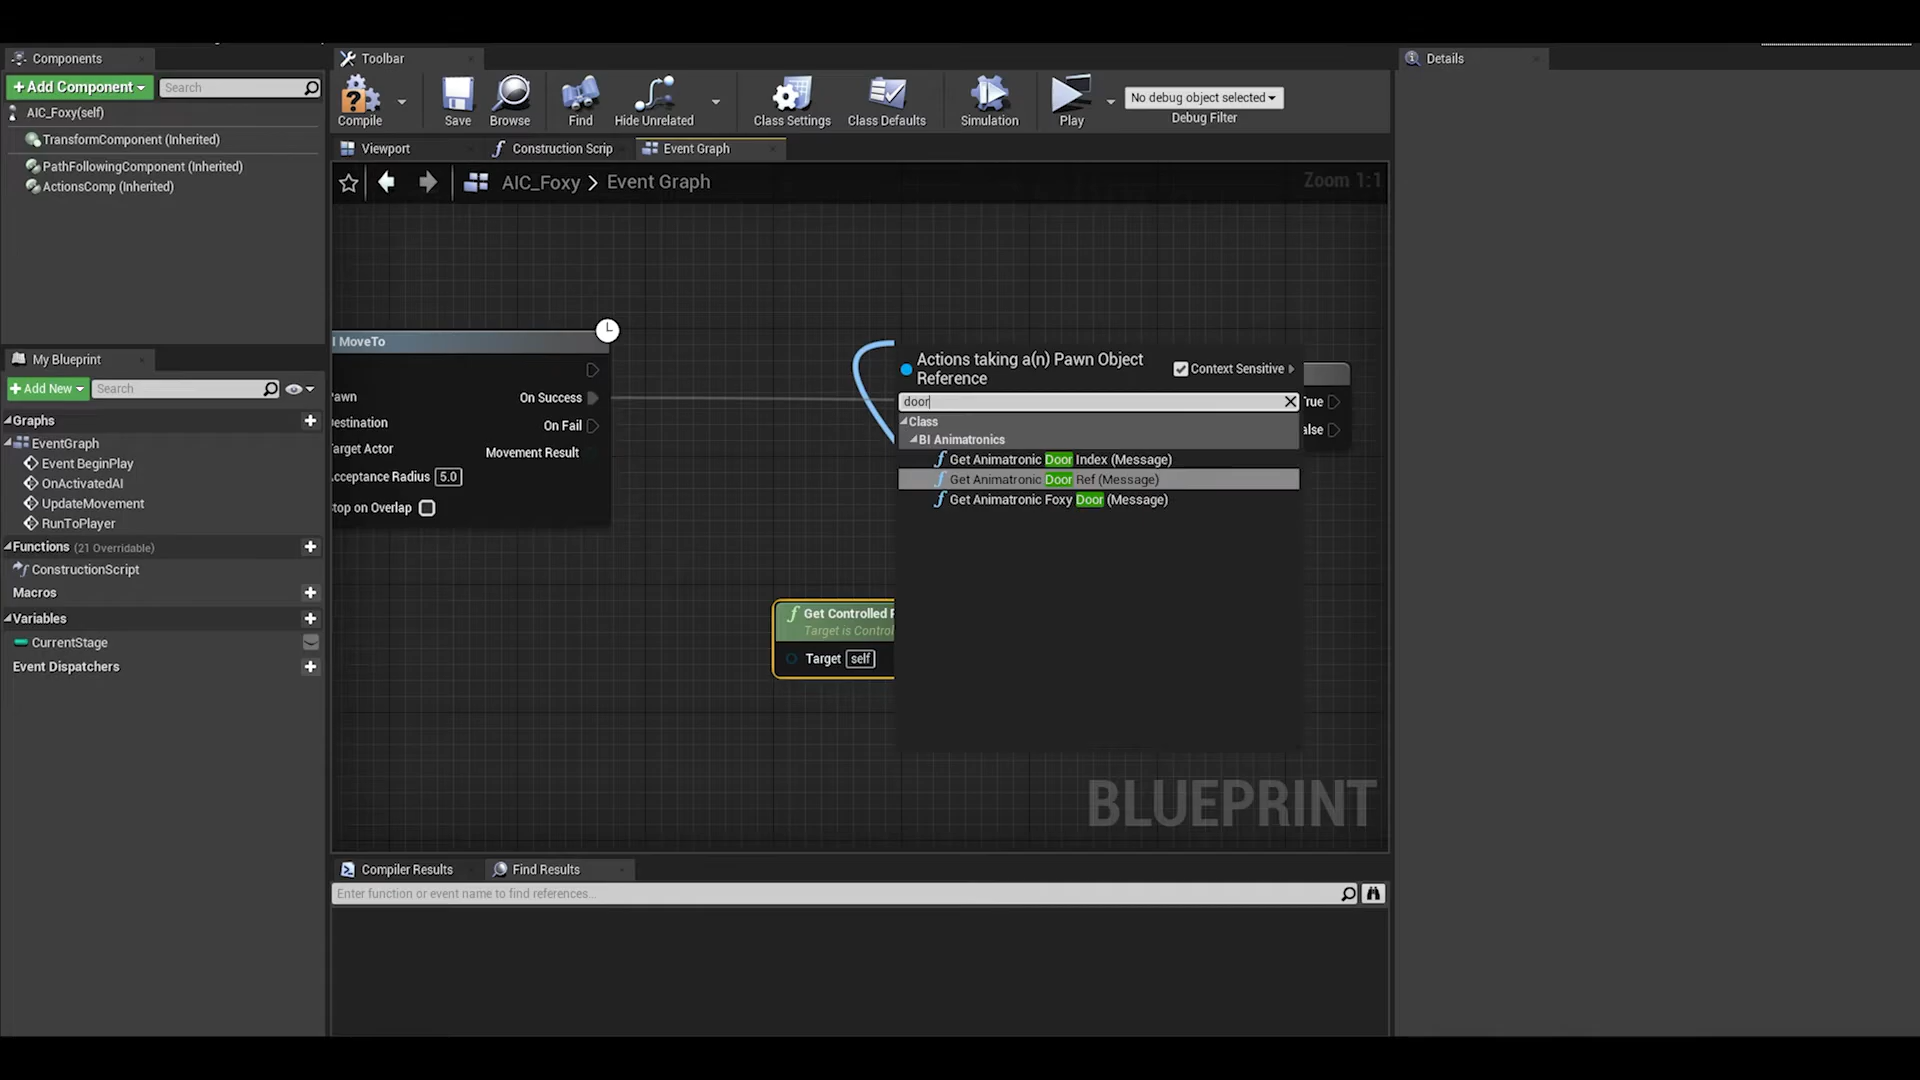 Components
Toolbar
Details
+ Add Component
Search
AIC_Foxy(self)
TransformComponent (Inherited)
PathFollowingComponent (Inherited)
ActionsComp (Inherited)
Compile
Save
Browse
Find
Hide Unrelated
Class Settings
Class Defaults
Simulation
Play
No debug object selected
Debug Filter
Viewport
Construction Scrip
Event Graph
AIC_Foxy > Event Graph
Zoom 1:1
My Blueprint
+ Add New
Search
Graphs
EventGraph
Event BeginPlay
OnActivatedAI
UpdateMovement
RunToPlayer
Functions (21 Overridable)
ConstructionScript
Macros
Variables
CurrentStage
Event Dispatchers
I MoveTo
Pawn
On Success
Destination
On Fail
Target Actor
Movement Result
Acceptance Radius 5.0
top on Overlap
Actions taking a(n) Pawn Object
Reference
Context Sensitive
door
Class
BI Animatronics
Get Animatronic Door Index (Message)
Get Animatronic Door Ref (Message)
Get Animatronic Foxy Door (Message)
True
alse
Get Controlled P
Target is Control
Target self
BLUEPRINT
Compiler Results
Find Results
Enter function or event name to find references...